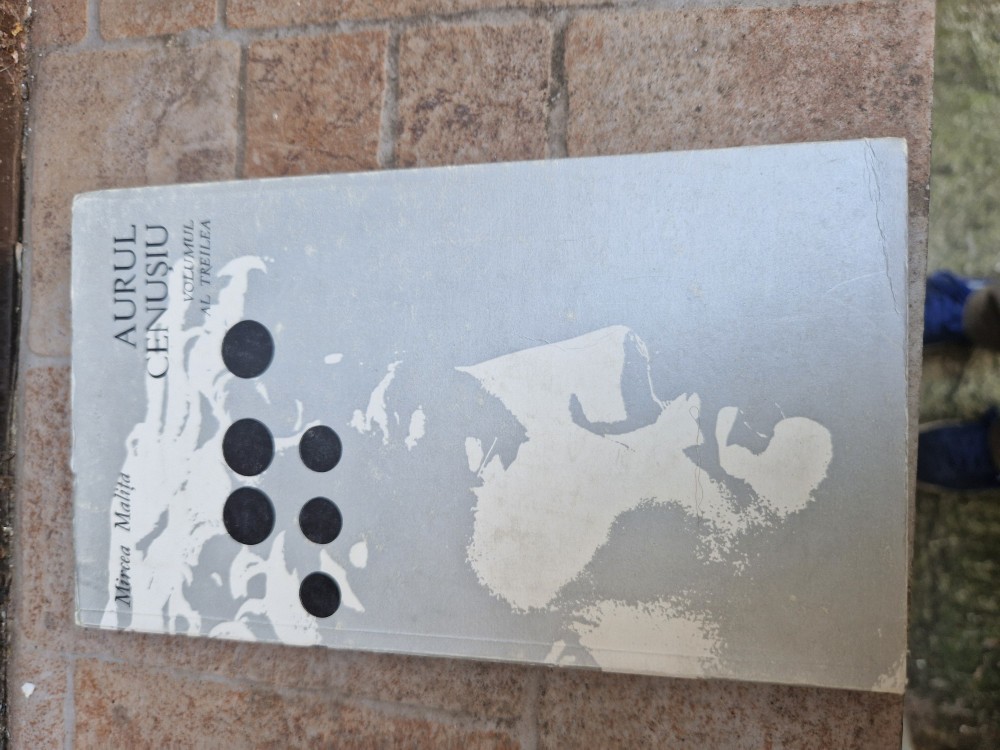 Mircea Malița
AURUL
CENUȘIU
VOLUMUL
AL TREILEA